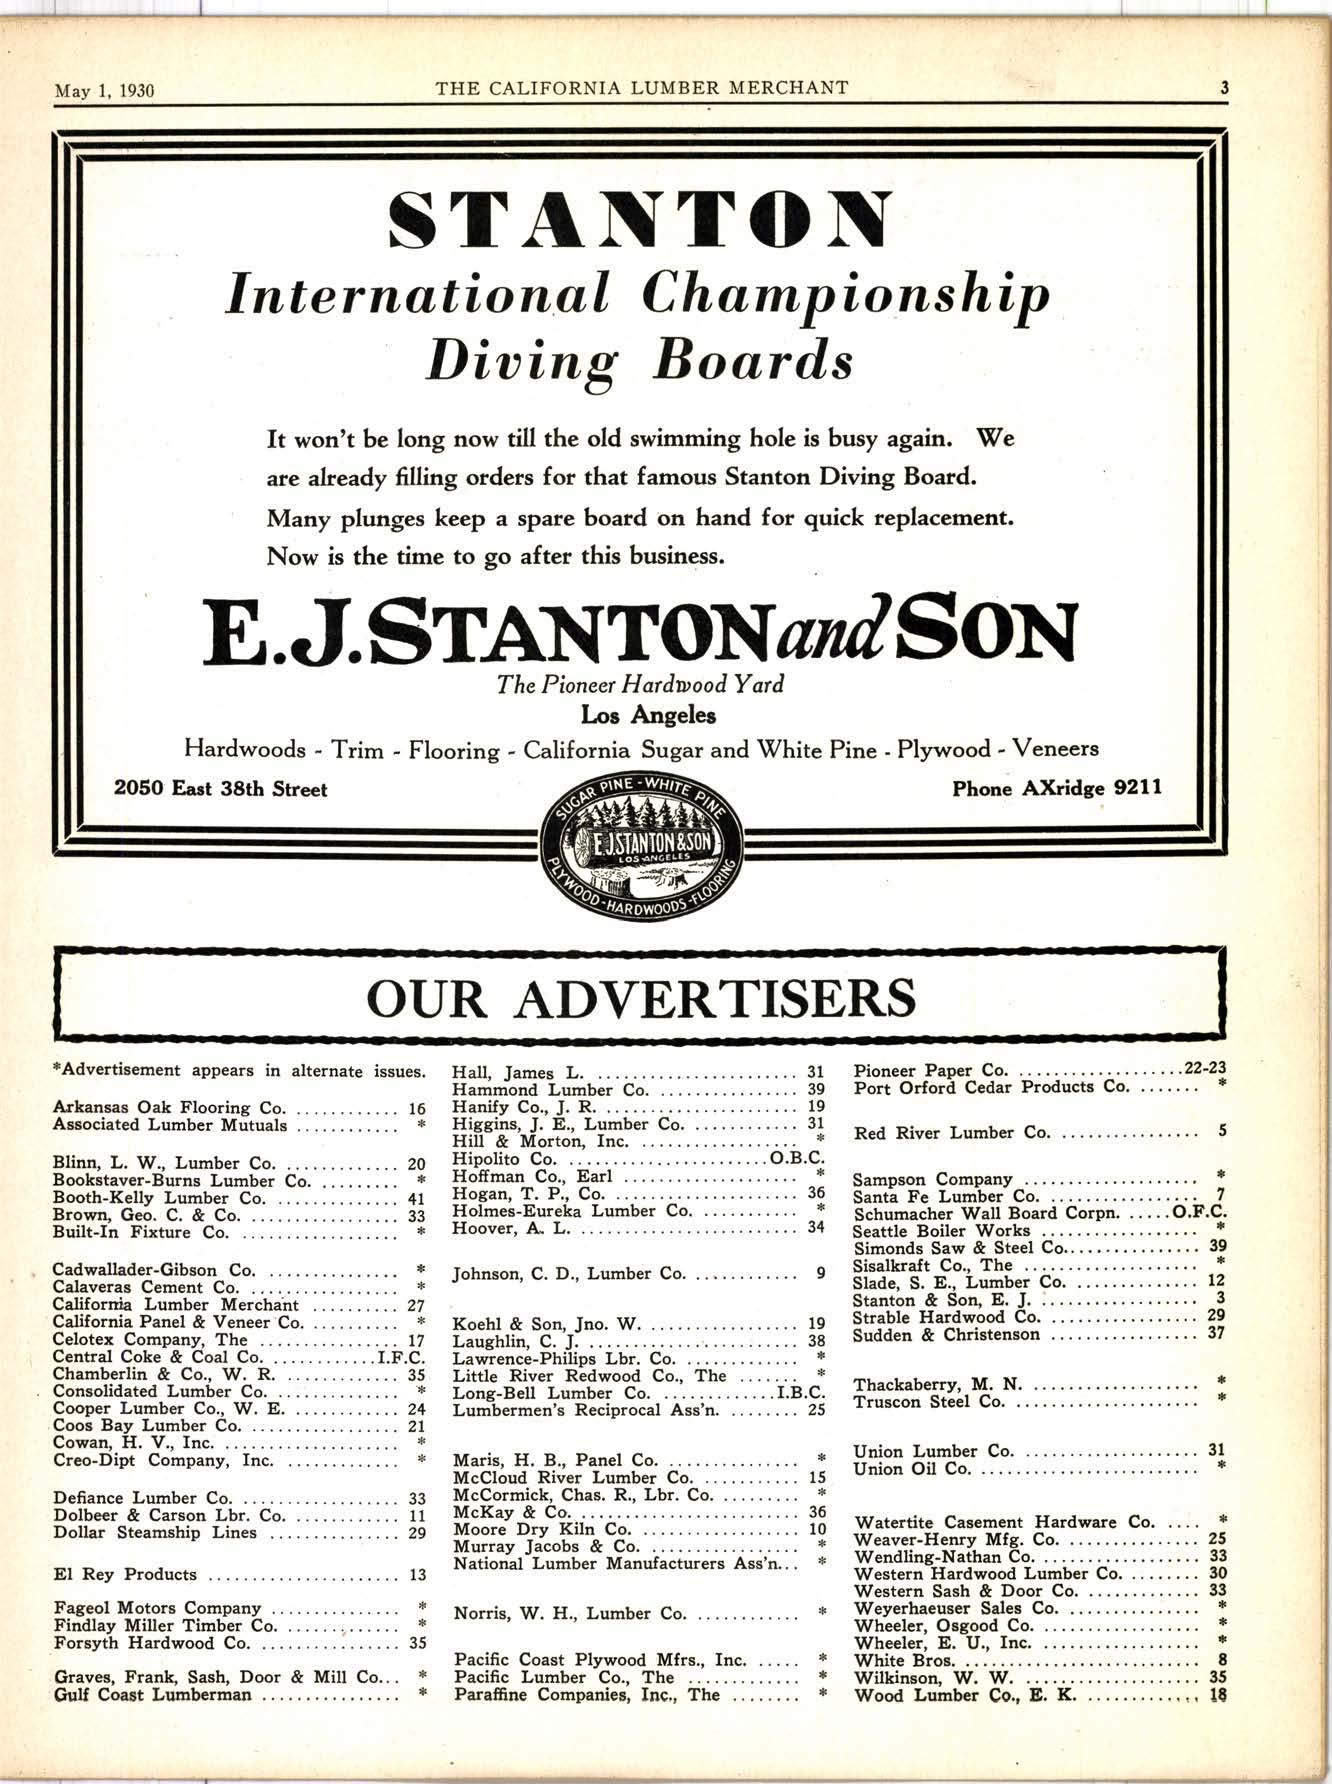 May 1, 1930 THE CALIFORNIA LUMBER MERCHANT 3
STANTON
International Championship
Diving Boards
It won't be long now till the old swimming hole is busy again. We
are already filling orders for that famous Stanton Diving Board.
Many plunges keep a spare board on hand for quick replacement.
Now is the time to go after this business.
E.J. STANTON and SON
The Pioneer Hardwood Yard
Los Angeles
Hardwoods - Trim - Flooring - California Sugar and White Pine - Plywood - Veneers
2050 East 38th Street Phone AXridge 9211
SUGAR PINE - WHITE PINE
E.J. STANTON & SON
LOS ANGELES
PLYWOOD - HARDWOODS - FLOORING
OUR ADVERTISERS
*Advertisement appears in alternate issues.
Arkansas Oak Flooring Co. ............ 16
Associated Lumber Mutuals ............ *
Blinn, L. W., Lumber Co. ............. 20
Bookstaver-Burns Lumber Co. ......... *
Booth-Kelly Lumber Co. .............. 41
Brown, Geo. C. & Co. ................. 33
Built-In Fixture Co. .................. *
Cadwallader-Gibson Co. ............... *
Calaveras Cement Co. ................. *
California Lumber Merchant .......... 27
California Panel & Veneer Co. .......... *
Celotex Company, The ................ 17
Central Coke & Coal Co. ............I.F.C.
Chamberlin & Co., W. R. .............. 35
Consolidated Lumber Co. .............. *
Cooper Lumber Co., W. E. ............ 24
Coos Bay Lumber Co. ................. 21
Cowan, H. V., Inc. .................... *
Creo-Dipt Company, Inc. ............. *
Defiance Lumber Co. .................. 33
Dolbeer & Carson Lbr. Co. ............ 11
Dollar Steamship Lines ............... 29
El Rey Products ...................... 13
Fageol Motors Company ............... *
Findlay Miller Timber Co. ............. *
Forsyth Hardwood Co. ................ 35
Graves, Frank, Sash, Door & Mill Co... *
Gulf Coast Lumberman ................ *
Hall, James L. ........................ 31
Hammond Lumber Co. ................ 39
Hanify Co., J. R. ...................... 19
Higgins, J. E., Lumber Co. ............ 31
Hill & Morton, Inc. ................... *
Hipolito Co. .......................O.B.C.
Hoffman Co., Earl .................... *
Hogan, T. P., Co. ..................... 36
Holmes-Eureka Lumber Co. ............ *
Hoover, A. L. ......................... 34
Johnson, C. D., Lumber Co. ............ 9
Koehl & Son, Jno. W. ................. 19
Laughlin, C. J. ........................ 38
Lawrence-Philips Lbr. Co. ............. *
Little River Redwood Co., The ....... *
Long-Bell Lumber Co. .............I.B.C.
Lumbermen's Reciprocal Ass'n. ........ 25
Maris, H. B., Panel Co. ............... *
McCloud River Lumber Co. ........... 15
McCormick, Chas. R., Lbr. Co. ......... *
McKay & Co. ......................... 36
Moore Dry Kiln Co. .................. 10
Murray Jacobs & Co. ................. *
National Lumber Manufacturers Ass'n... *
Norris, W. H., Lumber Co. ............ *
Pacific Coast Plywood Mfrs., Inc. ..... *
Pacific Lumber Co., The ............. *
Paraffine Companies, Inc., The ........ *
Pioneer Paper Co. ...................22-23
Port Orford Cedar Products Co. ....... *
Red River Lumber Co. ................ 5
Sampson Company .................... *
Santa Fe Lumber Co. ................. 7
Schumacher Wall Board Corpn. .....O.F.C.
Seattle Boiler Works .................. *
Simonds Saw & Steel Co............... 39
Sisalkraft Co., The .................... *
Slade, S. E., Lumber Co. .............. 12
Stanton & Son, E. J. .................. 3
Strable Hardwood Co. ................. 29
Sudden & Christenson ................. 37
Thackaberry, M. N. ................... *
Truscon Steel Co. ..................... *
Union Lumber Co. .................... 31
Union Oil Co. ......................... *
Watertite Casement Hardware Co. .... *
Weaver-Henry Mfg. Co. .............. 25
Wendling-Nathan Co. ................. 33
Western Hardwood Lumber Co. ........ 30
Western Sash & Door Co. ............ 33
Weyerhaeuser Sales Co. ............... *
Wheeler, Osgood Co. .................. *
Wheeler, E. U., Inc. .................. *
White Bros. ........................... 8
Wilkinson, W. W. ..................... 35
Wood Lumber Co., E. K. ............. 18